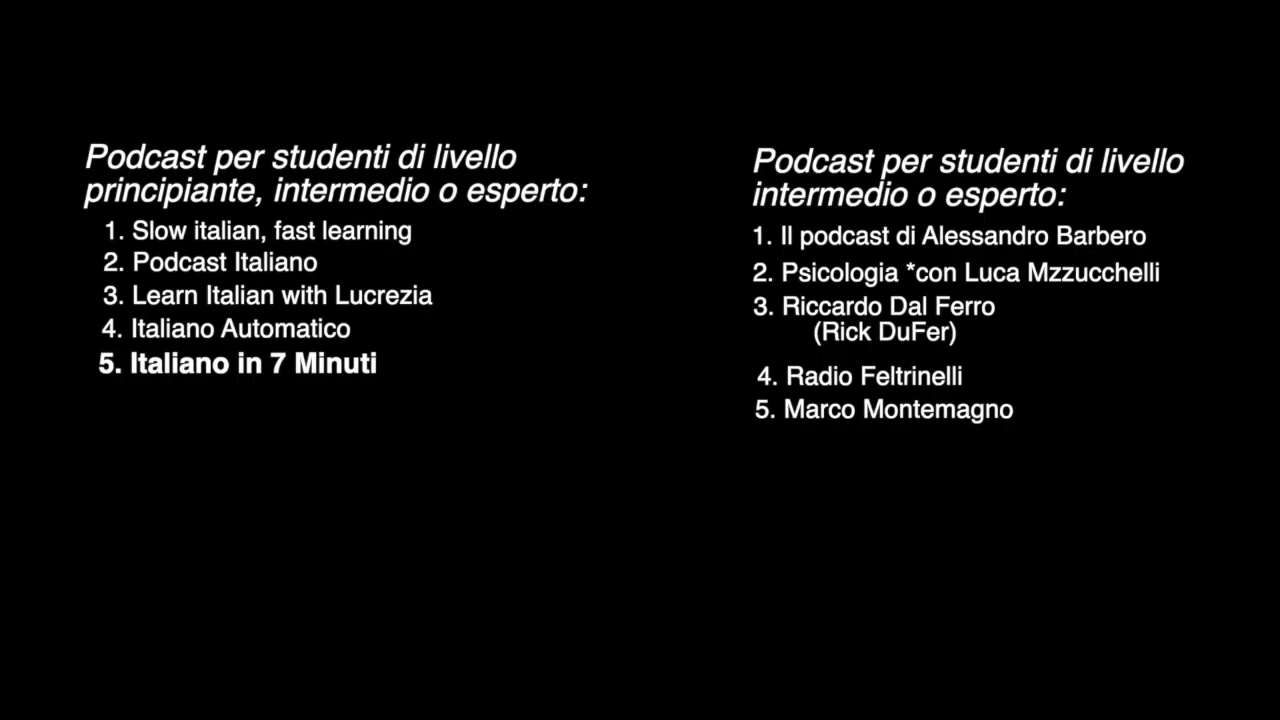 Podcast per studenti di livello
principiante, intermedio o esperto:
1. Slow italian, fast learning
2. Podcast Italiano
3. Learn Italian with Lucrezia
4. Italiano Automatico
5. Italiano in 7 Minuti
Podcast per studenti di livello
intermedio o esperto:
1. Il podcast di Alessandro Barbero
2. Psicologia *con Luca Mzzucchelli
3. Riccardo Dal Ferro
(Rick DuFer)
4. Radio Feltrinelli
5. Marco Montemagno